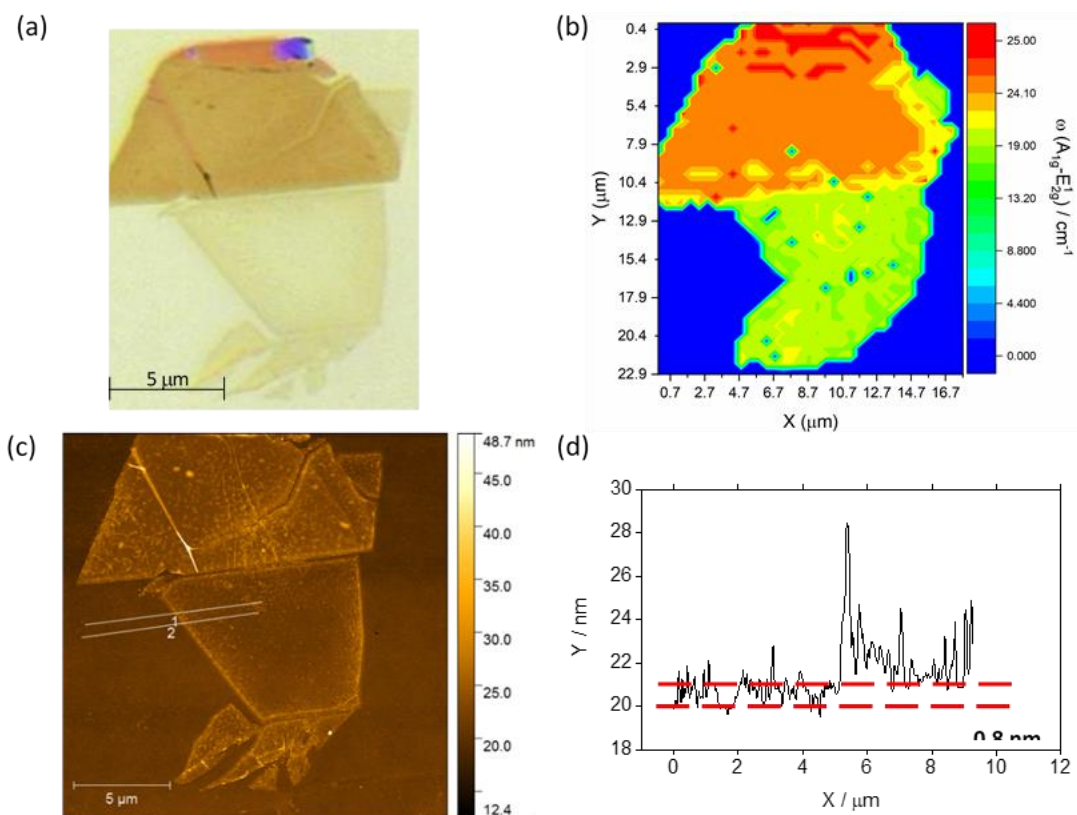 (a)
5 μm
(b)
0.4
2.9
5.4
7.9
10.4
12.9
15.4
17.9
20.4
22.9
Y (μm)
0.7 2.7 4.7 6.7 8.7 10.7 12.7 14.7 16.7
X (μm)
25.00
24.10
19.00
13.20
8.800
4.400
0.000
ω (A1g-E12g) / cm-1
(c)
1
2
5 μm
48.7 nm
45.0
40.0
35.0
30.0
25.0
20.0
12.4
(d)
30
28
26
24
22
20
18
Y / nm
0.8 nm
0 2 4 6 8 10 12
X / μm